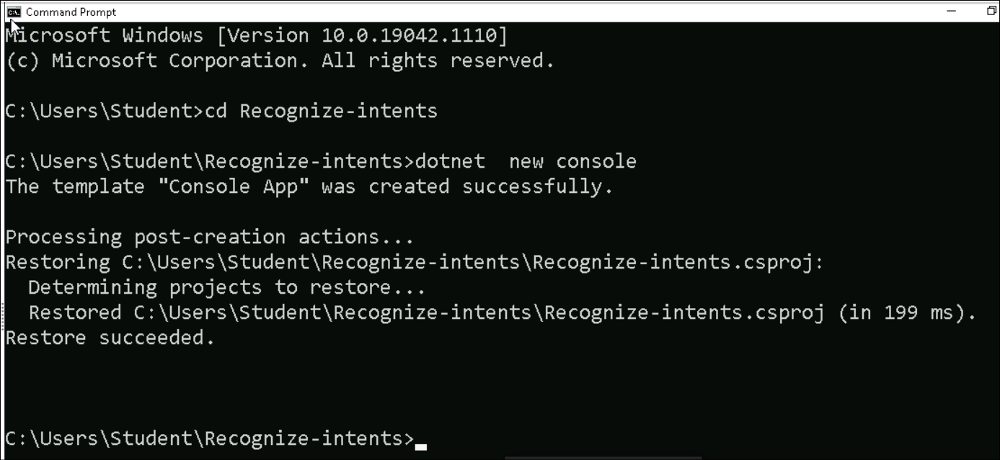 Command Prompt
Microsoft Windows [Version 10.0.19042.1110]
(c) Microsoft Corporation. All rights reserved.
C:\Users\Student>cd Recognize-intents
C:\Users\Student\Recognize-intents>dotnet  new console
The template "Console App" was created successfully.
Processing post-creation actions...
Restoring C:\Users\Student\Recognize-intents\Recognize-intents.csproj:
  Determining projects to restore...
  Restored C:\Users\Student\Recognize-intents\Recognize-intents.csproj (in 199 ms).
Restore succeeded.
C:\Users\Student\Recognize-intents>